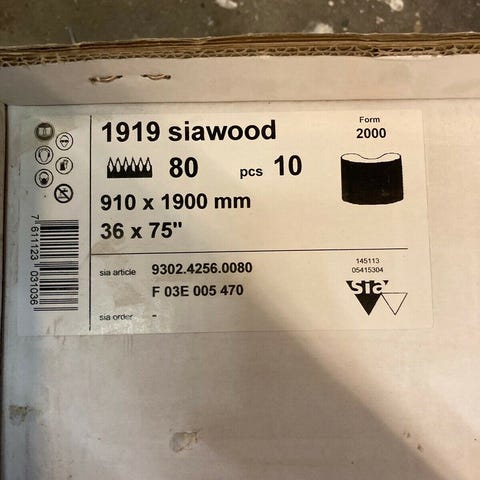 1919 siawood
Form
2000
80 pcs 10
910 x 1900 mm
36 x 75"
sia article 9302.4256.0080
F 03E 005 470
sia order -
145113
05415304
sia
7 611123 031036